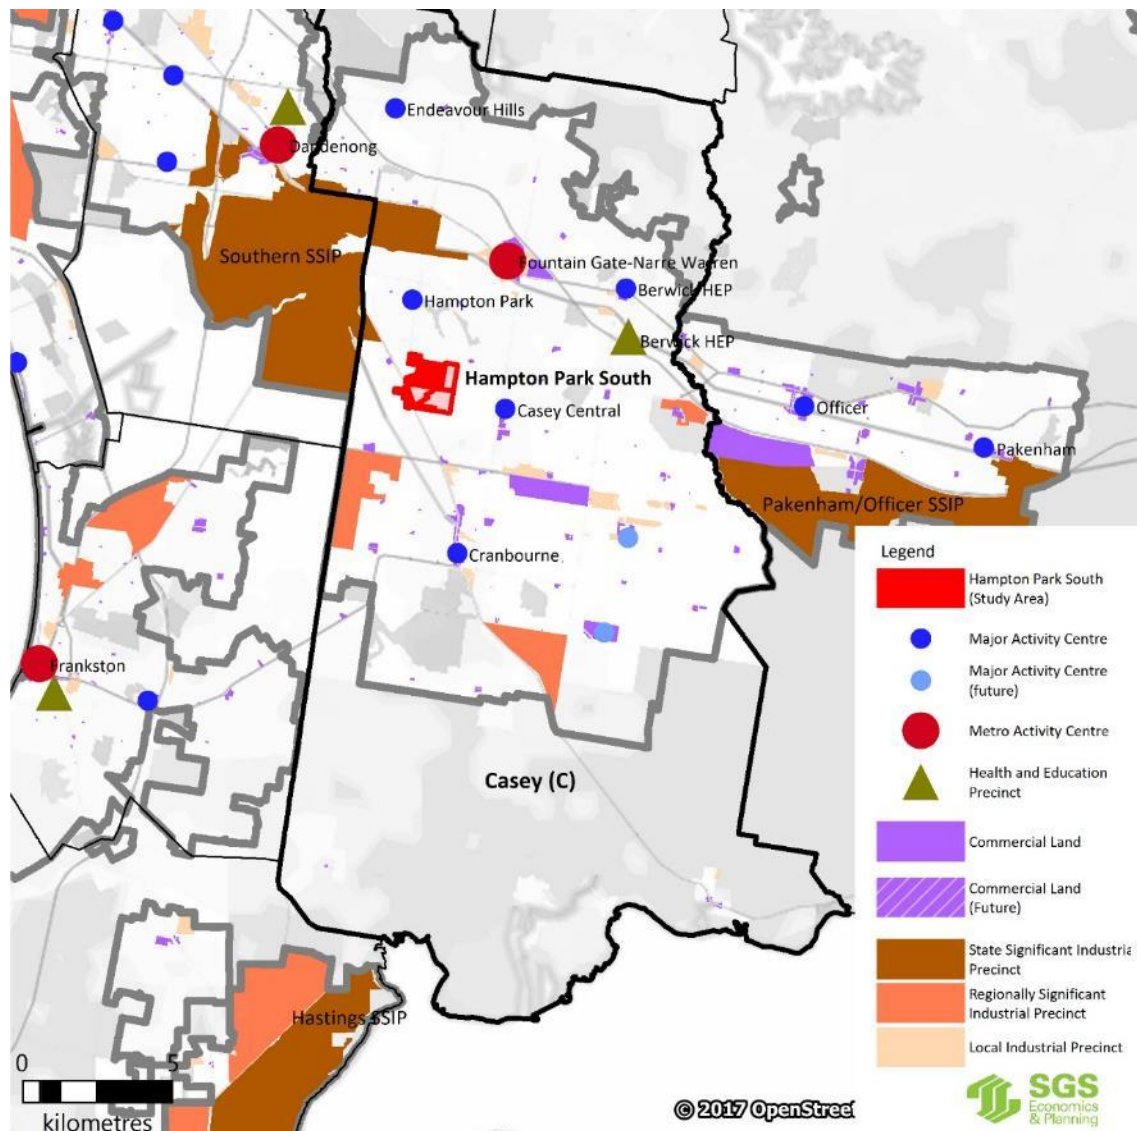 Endeavour Hills
Dandenong
Southern SSIP
Fountain Gate-Narre Warren
Berwick HEP
Hampton Park
Berwick HEP
Hampton Park South
Casey Central
Officer
Pakenham
Pakenham/Officer SSIP
Cranbourne
Frankston
Casey (C)
Hastings SSIP
0 5
kilometres
© 2017 OpenStree
Legend
Hampton Park South
(Study Area)
Major Activity Centre
Major Activity Centre
(future)
Metro Activity Centre
Health and Education
Precinct
Commercial Land
Commercial Land
(Future)
State Significant Industria
Precinct
Regionally Significant
Industrial Precinct
Local Industrial Precinct
SGS
Economics
& Planning